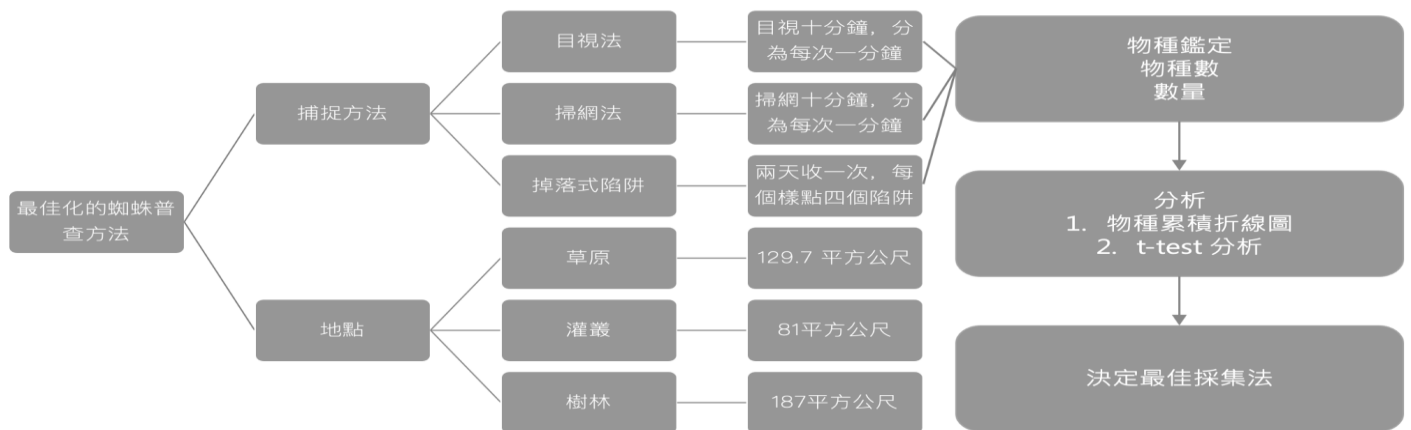 最佳化的蜘蛛普
查方法
捕捉方法
地點
目視法
掃網法
掉落式陷阱
草原
灌叢
樹林
目視十分鐘，分
為每次一分鐘
掃網十分鐘，分
為每次一分鐘
兩天收一次，每
個樣點四個陷阱
129.7 平方公尺
81平方公尺
187平方公尺
物種鑑定
物種數
數量
分析
1. 物種累積折線圖
2. t-test 分析
決定最佳採集法